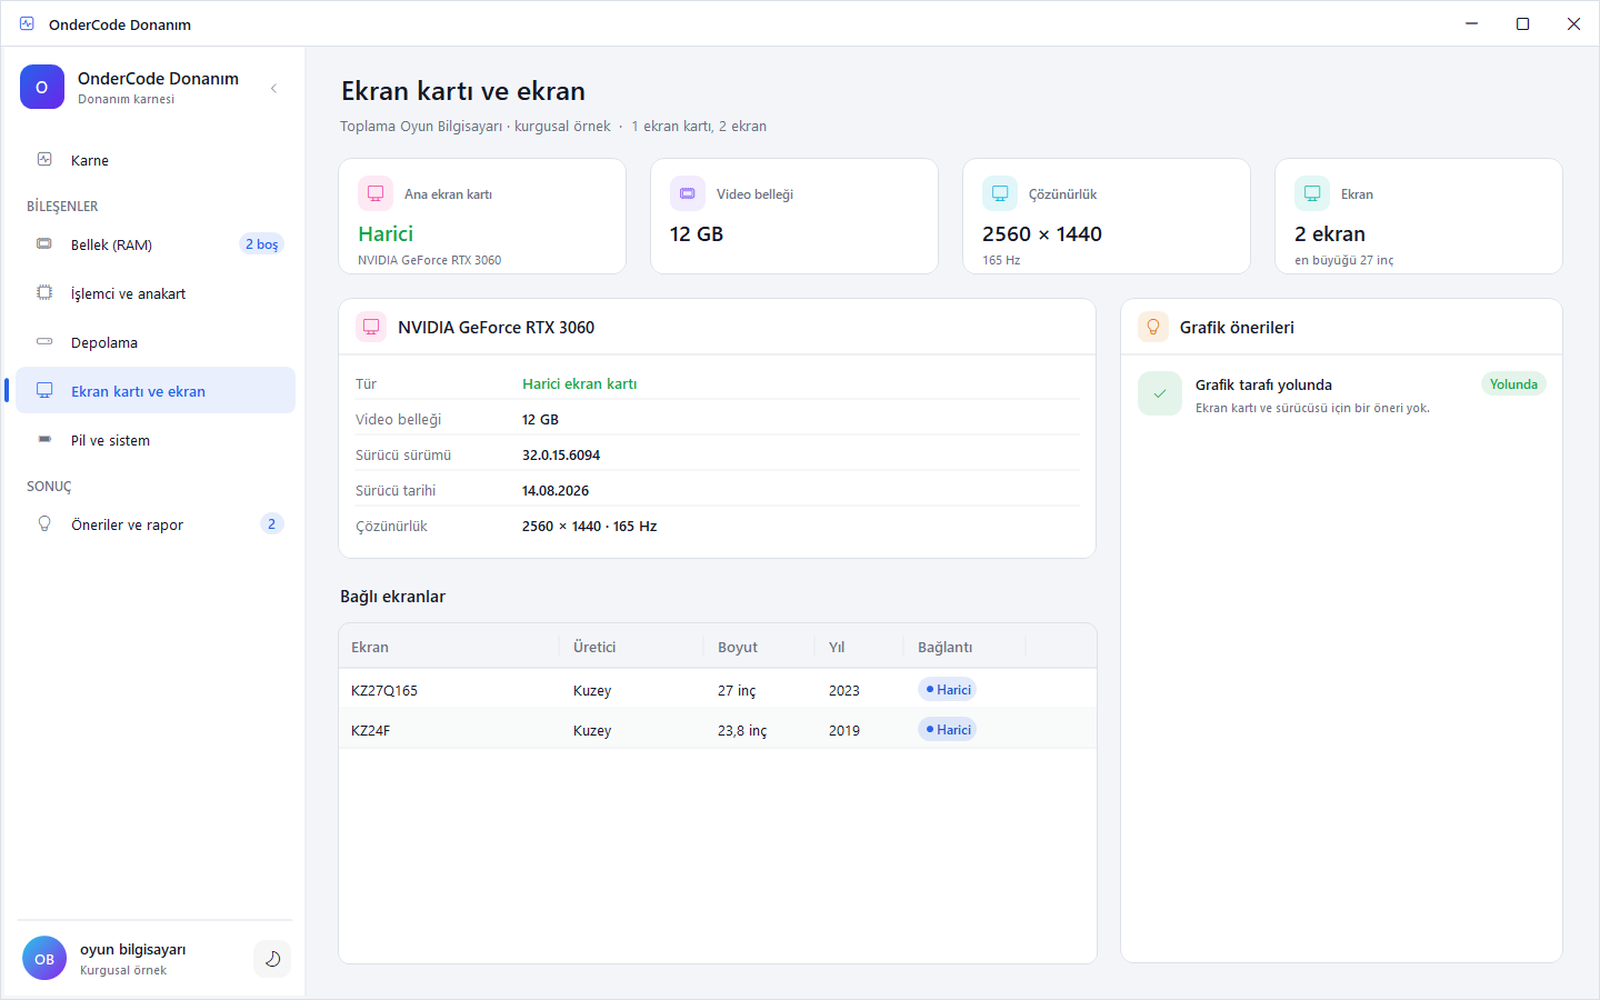 OnderCode Donanım
O
OnderCode Donanım
Donanım karnesi
Karne
BİLEŞENLER
Bellek (RAM)
2 boş
İşlemci ve anakart
Depolama
Ekran kartı ve ekran
Pil ve sistem
SONUÇ
Öneriler ve rapor
2
OB
oyun bilgisayarı
Kurgusal örnek
Ekran kartı ve ekran
Toplama Oyun Bilgisayarı · kurgusal örnek · 1 ekran kartı, 2 ekran
Ana ekran kartı
Harici
NVIDIA GeForce RTX 3060
Video belleği
12 GB
Çözünürlük
2560 × 1440
165 Hz
Ekran
2 ekran
en büyüğü 27 inç
NVIDIA GeForce RTX 3060
Tür Harici ekran kartı
Video belleği 12 GB
Sürücü sürümü 32.0.15.6094
Sürücü tarihi 14.08.2026
Çözünürlük 2560 × 1440 · 165 Hz
Bağlı ekranlar
Ekran Üretici Boyut Yıl Bağlantı
KZ27Q165 Kuzey 27 inç 2023 Harici
KZ24F Kuzey 23,8 inç 2019 Harici
Grafik önerileri
Grafik tarafı yolunda
Yolunda
Ekran kartı ve sürücüsü için bir öneri yok.